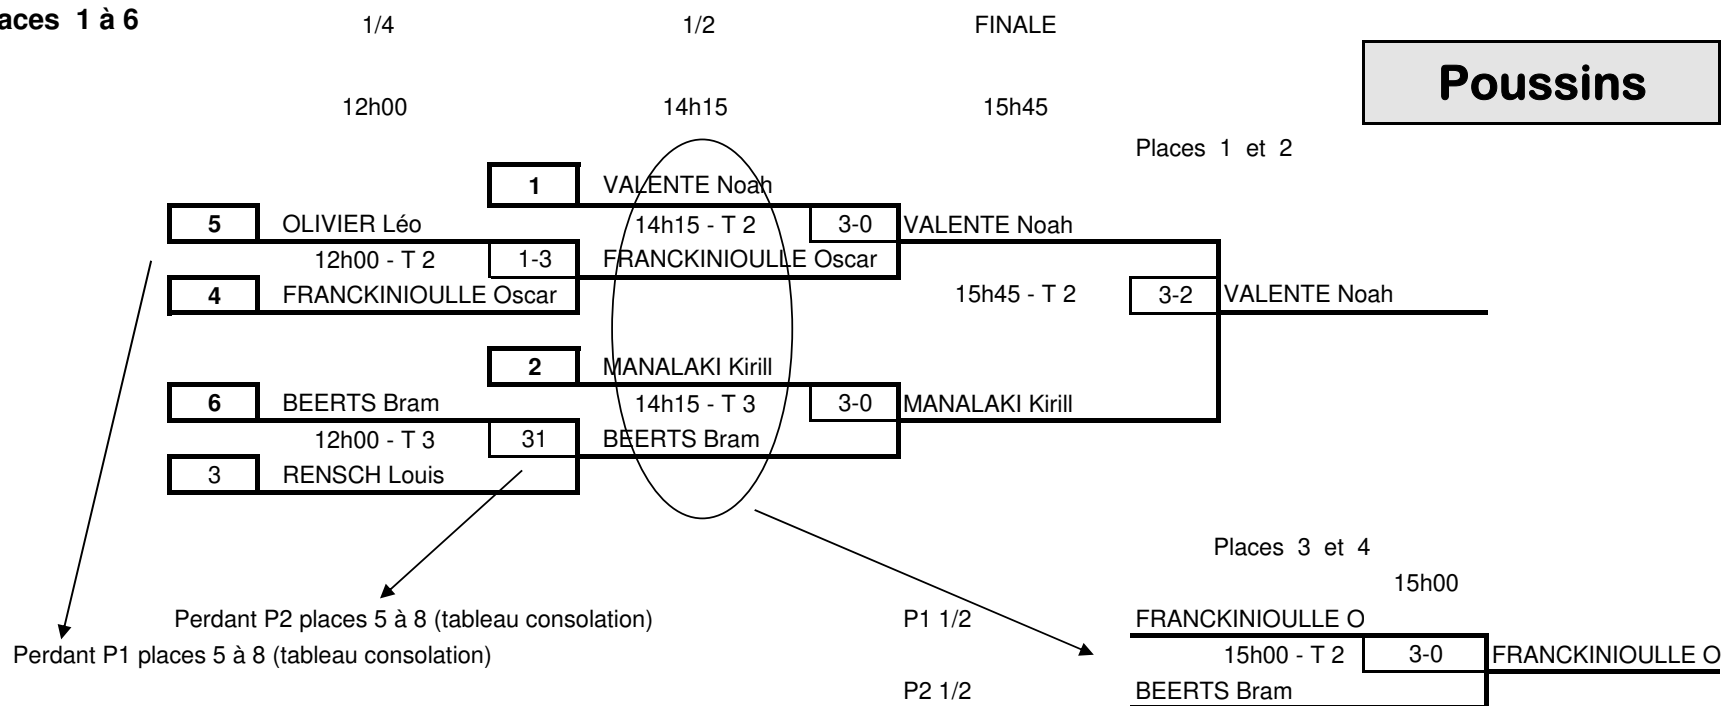 aces 1 à 6
1/4 1/2 FINALE
Poussins
12h00 14h15 15h45
Places 1 et 2
1 VALENTE Noah
5 OLIVIER Léo 14h15 - T 2 3-0 VALENTE Noah
12h00 - T 2 1-3 FRANCKINIOULLE Oscar
4 FRANCKINIOULLE Oscar 15h45 - T 2 3-2 VALENTE Noah
2 MANALAKI Kirill
6 BEERTS Bram 14h15 - T 3 3-0 MANALAKI Kirill
12h00 - T 3 31 BEERTS Bram
3 RENSCH Louis
Places 3 et 4
15h00
Perdant P2 places 5 à 8 (tableau consolation) P1 1/2 FRANCKINIOULLE O
Perdant P1 places 5 à 8 (tableau consolation) 15h00 - T 2 3-0 FRANCKINIOULLE O
P2 1/2 BEERTS Bram